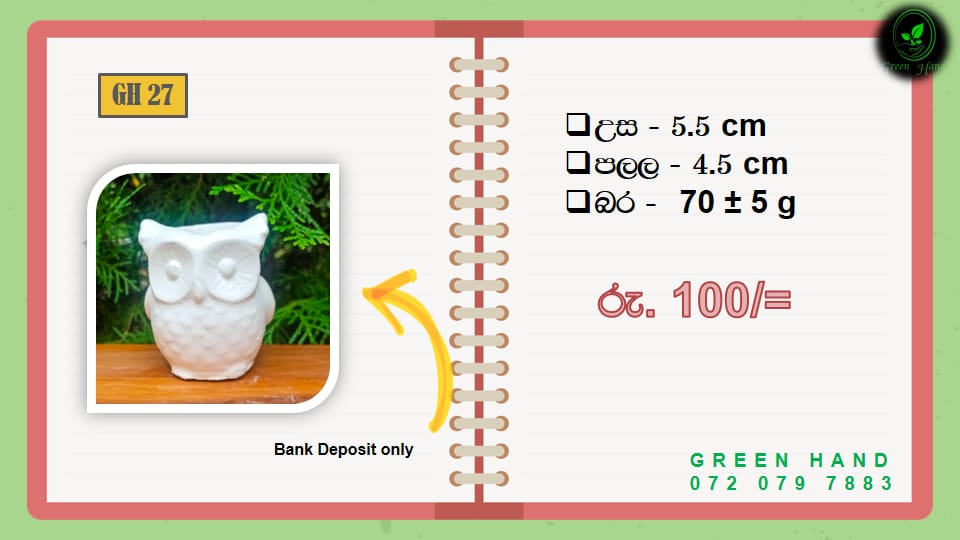 GH 27
Green Hand
❑උස - 5.5 cm
❑පලල - 4.5 cm
❑බර - 70 ± 5 g
රු. 100/=
Bank Deposit only
GREEN HAND
072 079 7883